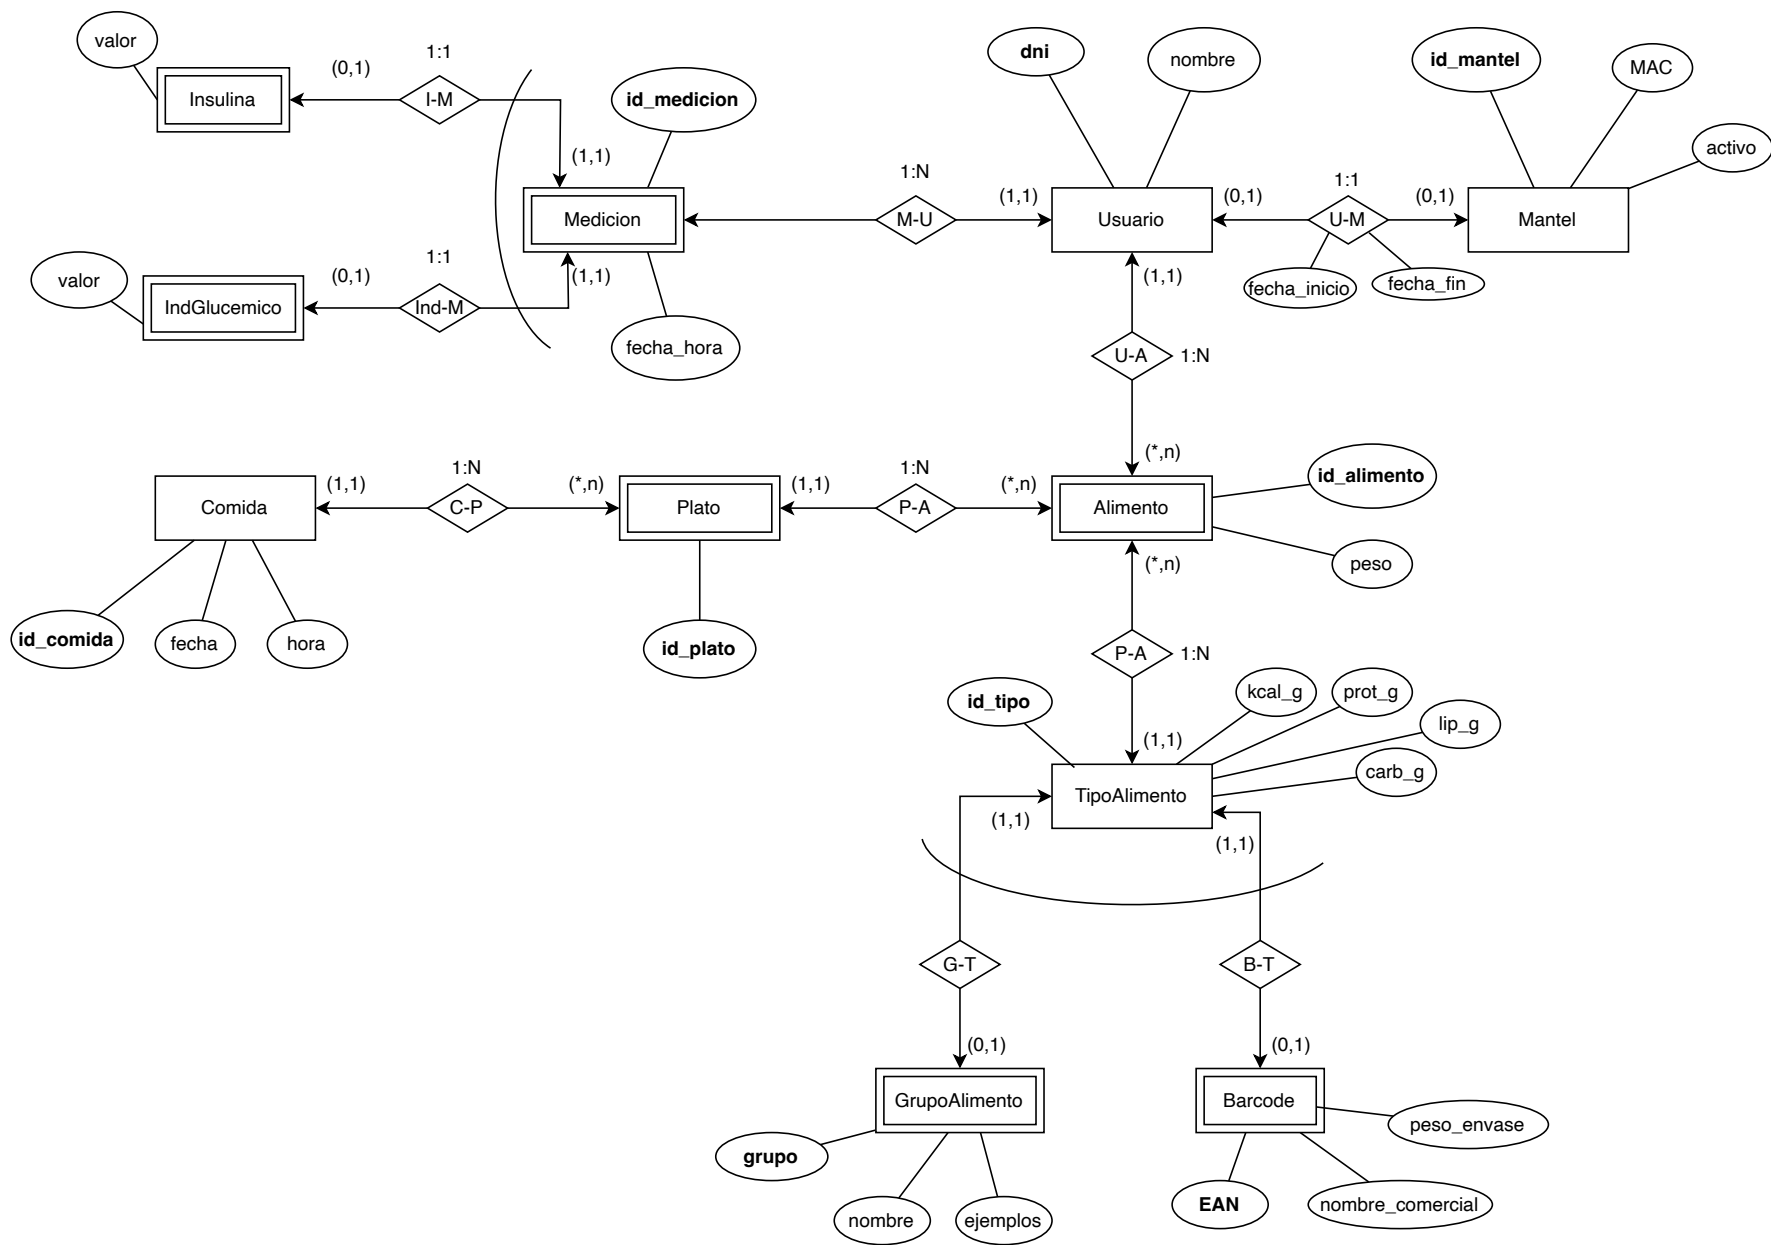 valor
1:1
(0,1)
Insulina
I-M
(1,1)
id_medicion
dni
nombre
id_mantel
MAC
activo
1:N
(1,1)
Medicion
M-U
Usuario
(0,1)
1:1
(0,1)
U-M
Mantel
fecha_inicio
fecha_fin
valor
1:1
(0,1)
IndGlucemico
Ind-M
(1,1)
fecha_hora
(1,1)
U-A
1:N
(*,n)
1:N
(1,1)
(*,n)
Comida
C-P
Plato
1:N
(1,1)
(*,n)
P-A
Alimento
id_alimento
peso
(*,n)
id_comida
fecha
hora
id_plato
P-A
1:N
id_tipo
kcal_g
prot_g
lip_g
carb_g
(1,1)
TipoAlimento
(1,1)
(1,1)
G-T
B-T
(0,1)
(0,1)
GrupoAlimento
Barcode
peso_envase
grupo
nombre
ejemplos
EAN
nombre_comercial